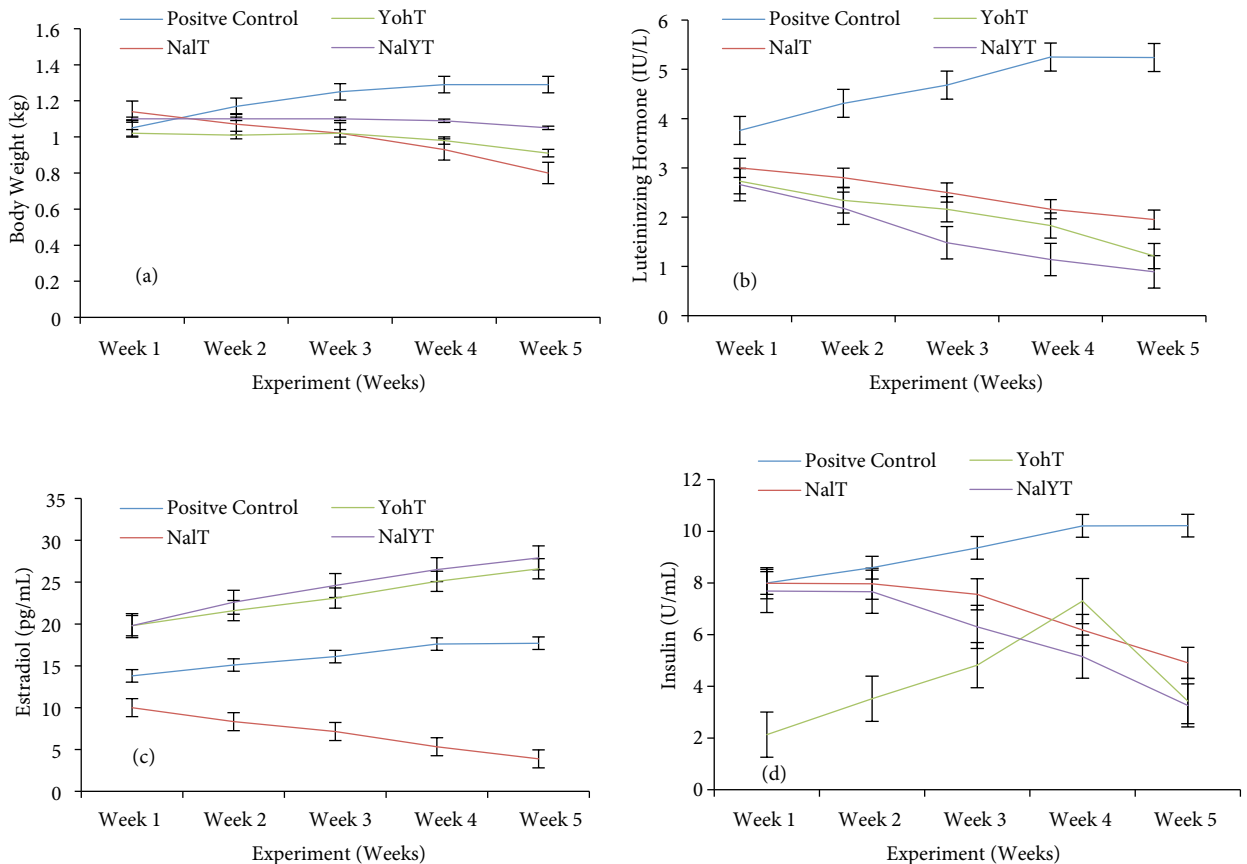 Positve Control YohT
NalT NalYT
1.6
1.4
1.2
1
0.8
0.6
0.4
0.2
0
Body Weight (kg)
(a)
Week 1 Week 2 Week 3 Week 4 Week 5
Experiment (Weeks)
Positve Control YohT
NalT NalYT
6
5
4
3
2
1
0
Luteininzing Hormone (IU/L)
(b)
Week 1 Week 2 Week 3 Week 4 Week 5
Experiment (Weeks)
Positve Control YohT
NalT NalYT
35
30
25
20
15
10
5
0
Estradiol (pg/mL)
(c)
Week 1 Week 2 Week 3 Week 4 Week 5
Experiment (Weeks)
Positve Control YohT
NalT NalYT
12
10
8
6
4
2
0
Insulin (U/mL)
(d)
Week 1 Week 2 Week 3 Week 4 Week 5
Experiment (Weeks)